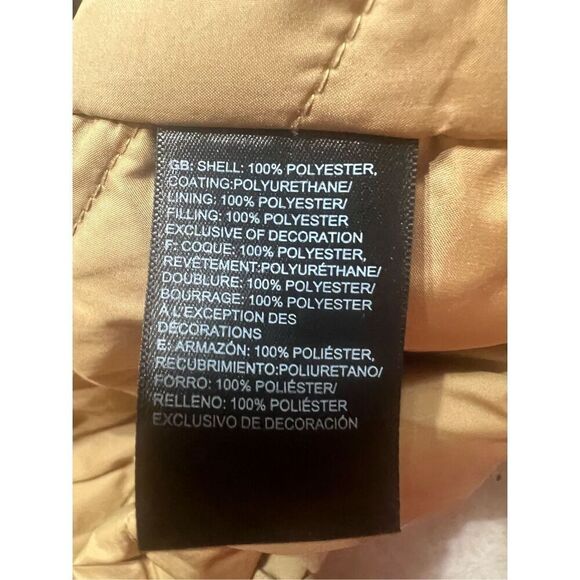 GB: SHELL: 100% POLYESTER,
COATING:POLYURETHANE/
LINING: 100% POLYESTER/
FILLING: 100% POLYESTER
EXCLUSIVE OF DECORATION
F: COQUE: 100% POLYESTER,
REVÊTEMENT:POLYURÉTHANE/
DOUBLURE: 100% POLYESTER/
BOURRAGE: 100% POLYESTER
À L'EXCEPTION DES
DÉCORATIONS
E: ARMAZÓN: 100% POLIÉSTER,
RECUBRIMIENTO:POLIURETANO/
FORRO: 100% POLIÉSTER/
RELLENO: 100% POLIÉSTER
EXCLUSIVO DE DECORACIÓN